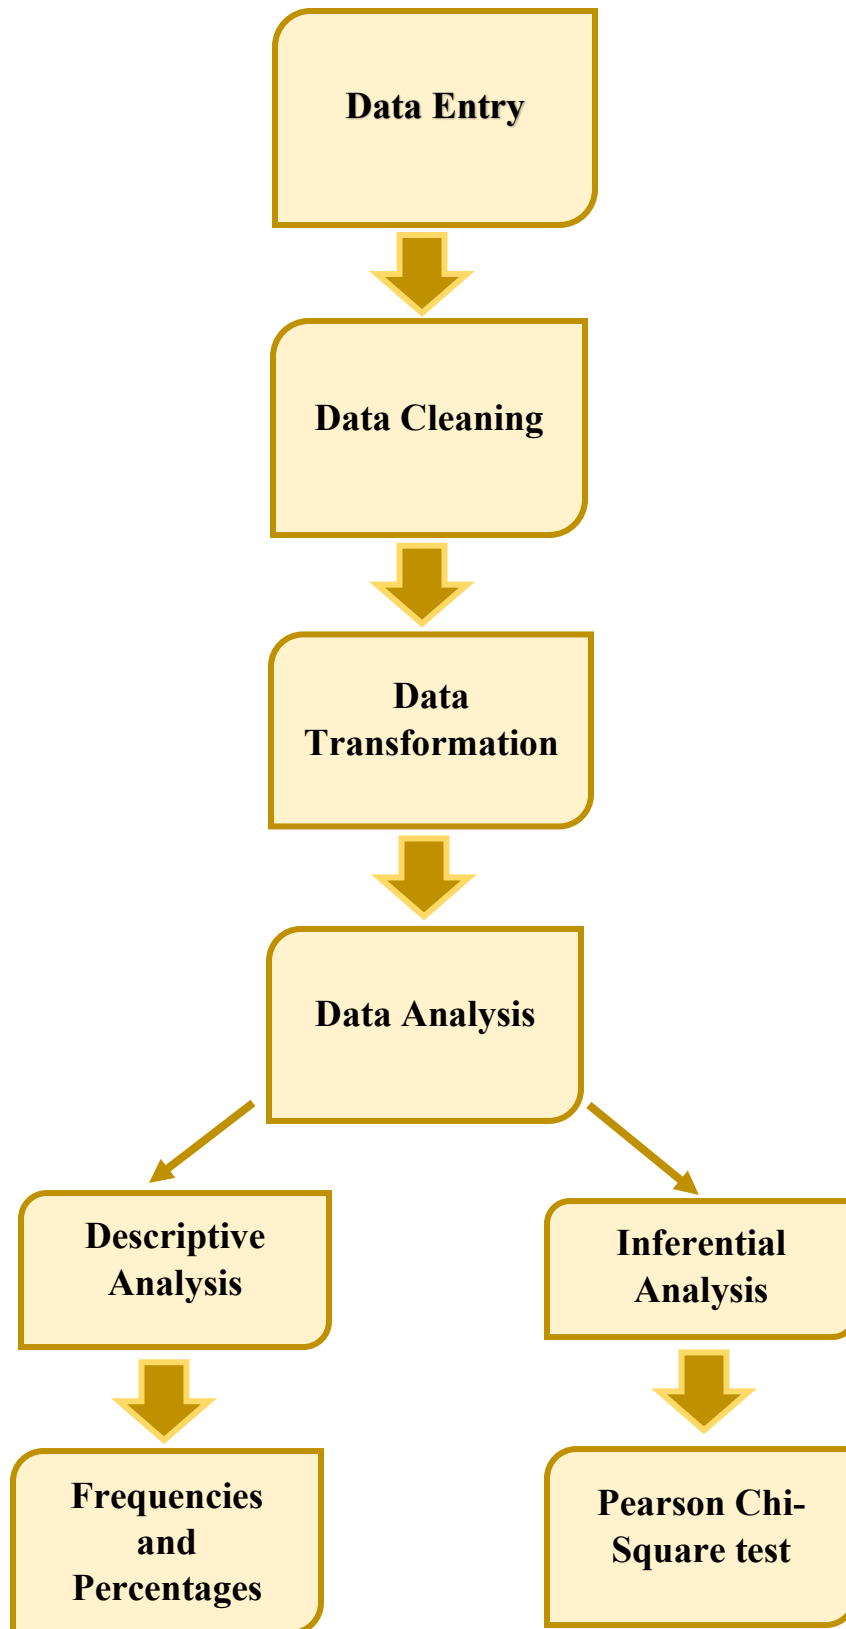 Data Entry
Data Cleaning
Data
Transformation
Data Analysis
Descriptive
Analysis
Inferential
Analysis
Frequencies
and
Percentages
Pearson Chi-
Square test